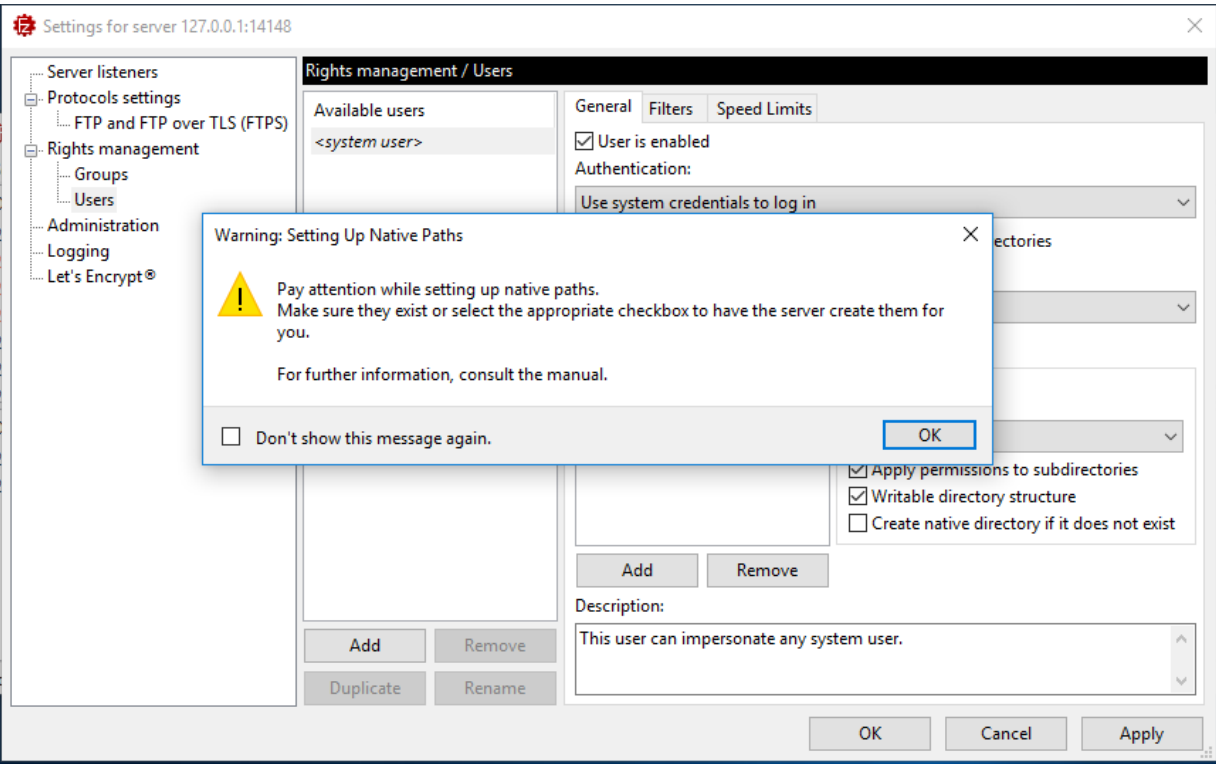 Settings for server 127.0.0.1:14148
Server listeners
Protocols settings
FTP and FTP over TLS (FTPS)
Rights management
Groups
Users
Administration
Logging
Let's Encrypt®
Rights management / Users
Available users
<system user>
Add
Remove
Duplicate
Rename
General
Filters
Speed Limits
User is enabled
Authentication:
Use system credentials to log in
ectories
Warning: Setting Up Native Paths
Pay attention while setting up native paths.
Make sure they exist or select the appropriate checkbox to have the server create them for
you.
For further information, consult the manual.
Don't show this message again.
OK
Apply permissions to subdirectories
Writable directory structure
Create native directory if it does not exist
Add
Remove
Description:
This user can impersonate any system user.
OK
Cancel
Apply